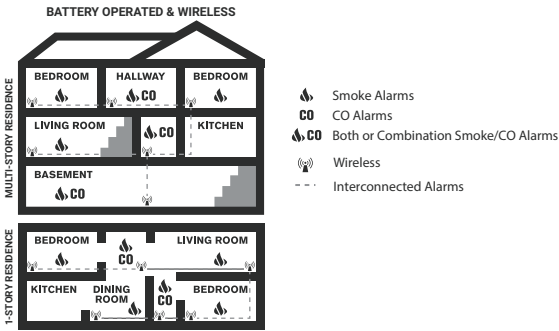 BATTERY OPERATED & WIRELESS
MULTI-STORY RESIDENCE
BEDROOM HALLWAY BEDROOM
CO
LIVING ROOM CO KITCHEN
BASEMENT
CO
Smoke Alarms
CO CO Alarms
CO Both or Combination Smoke/CO Alarms
Wireless
Interconnected Alarms
1-STORY RESIDENCE
BEDROOM LIVING ROOM
CO
KITCHEN DINING ROOM CO BEDROOM